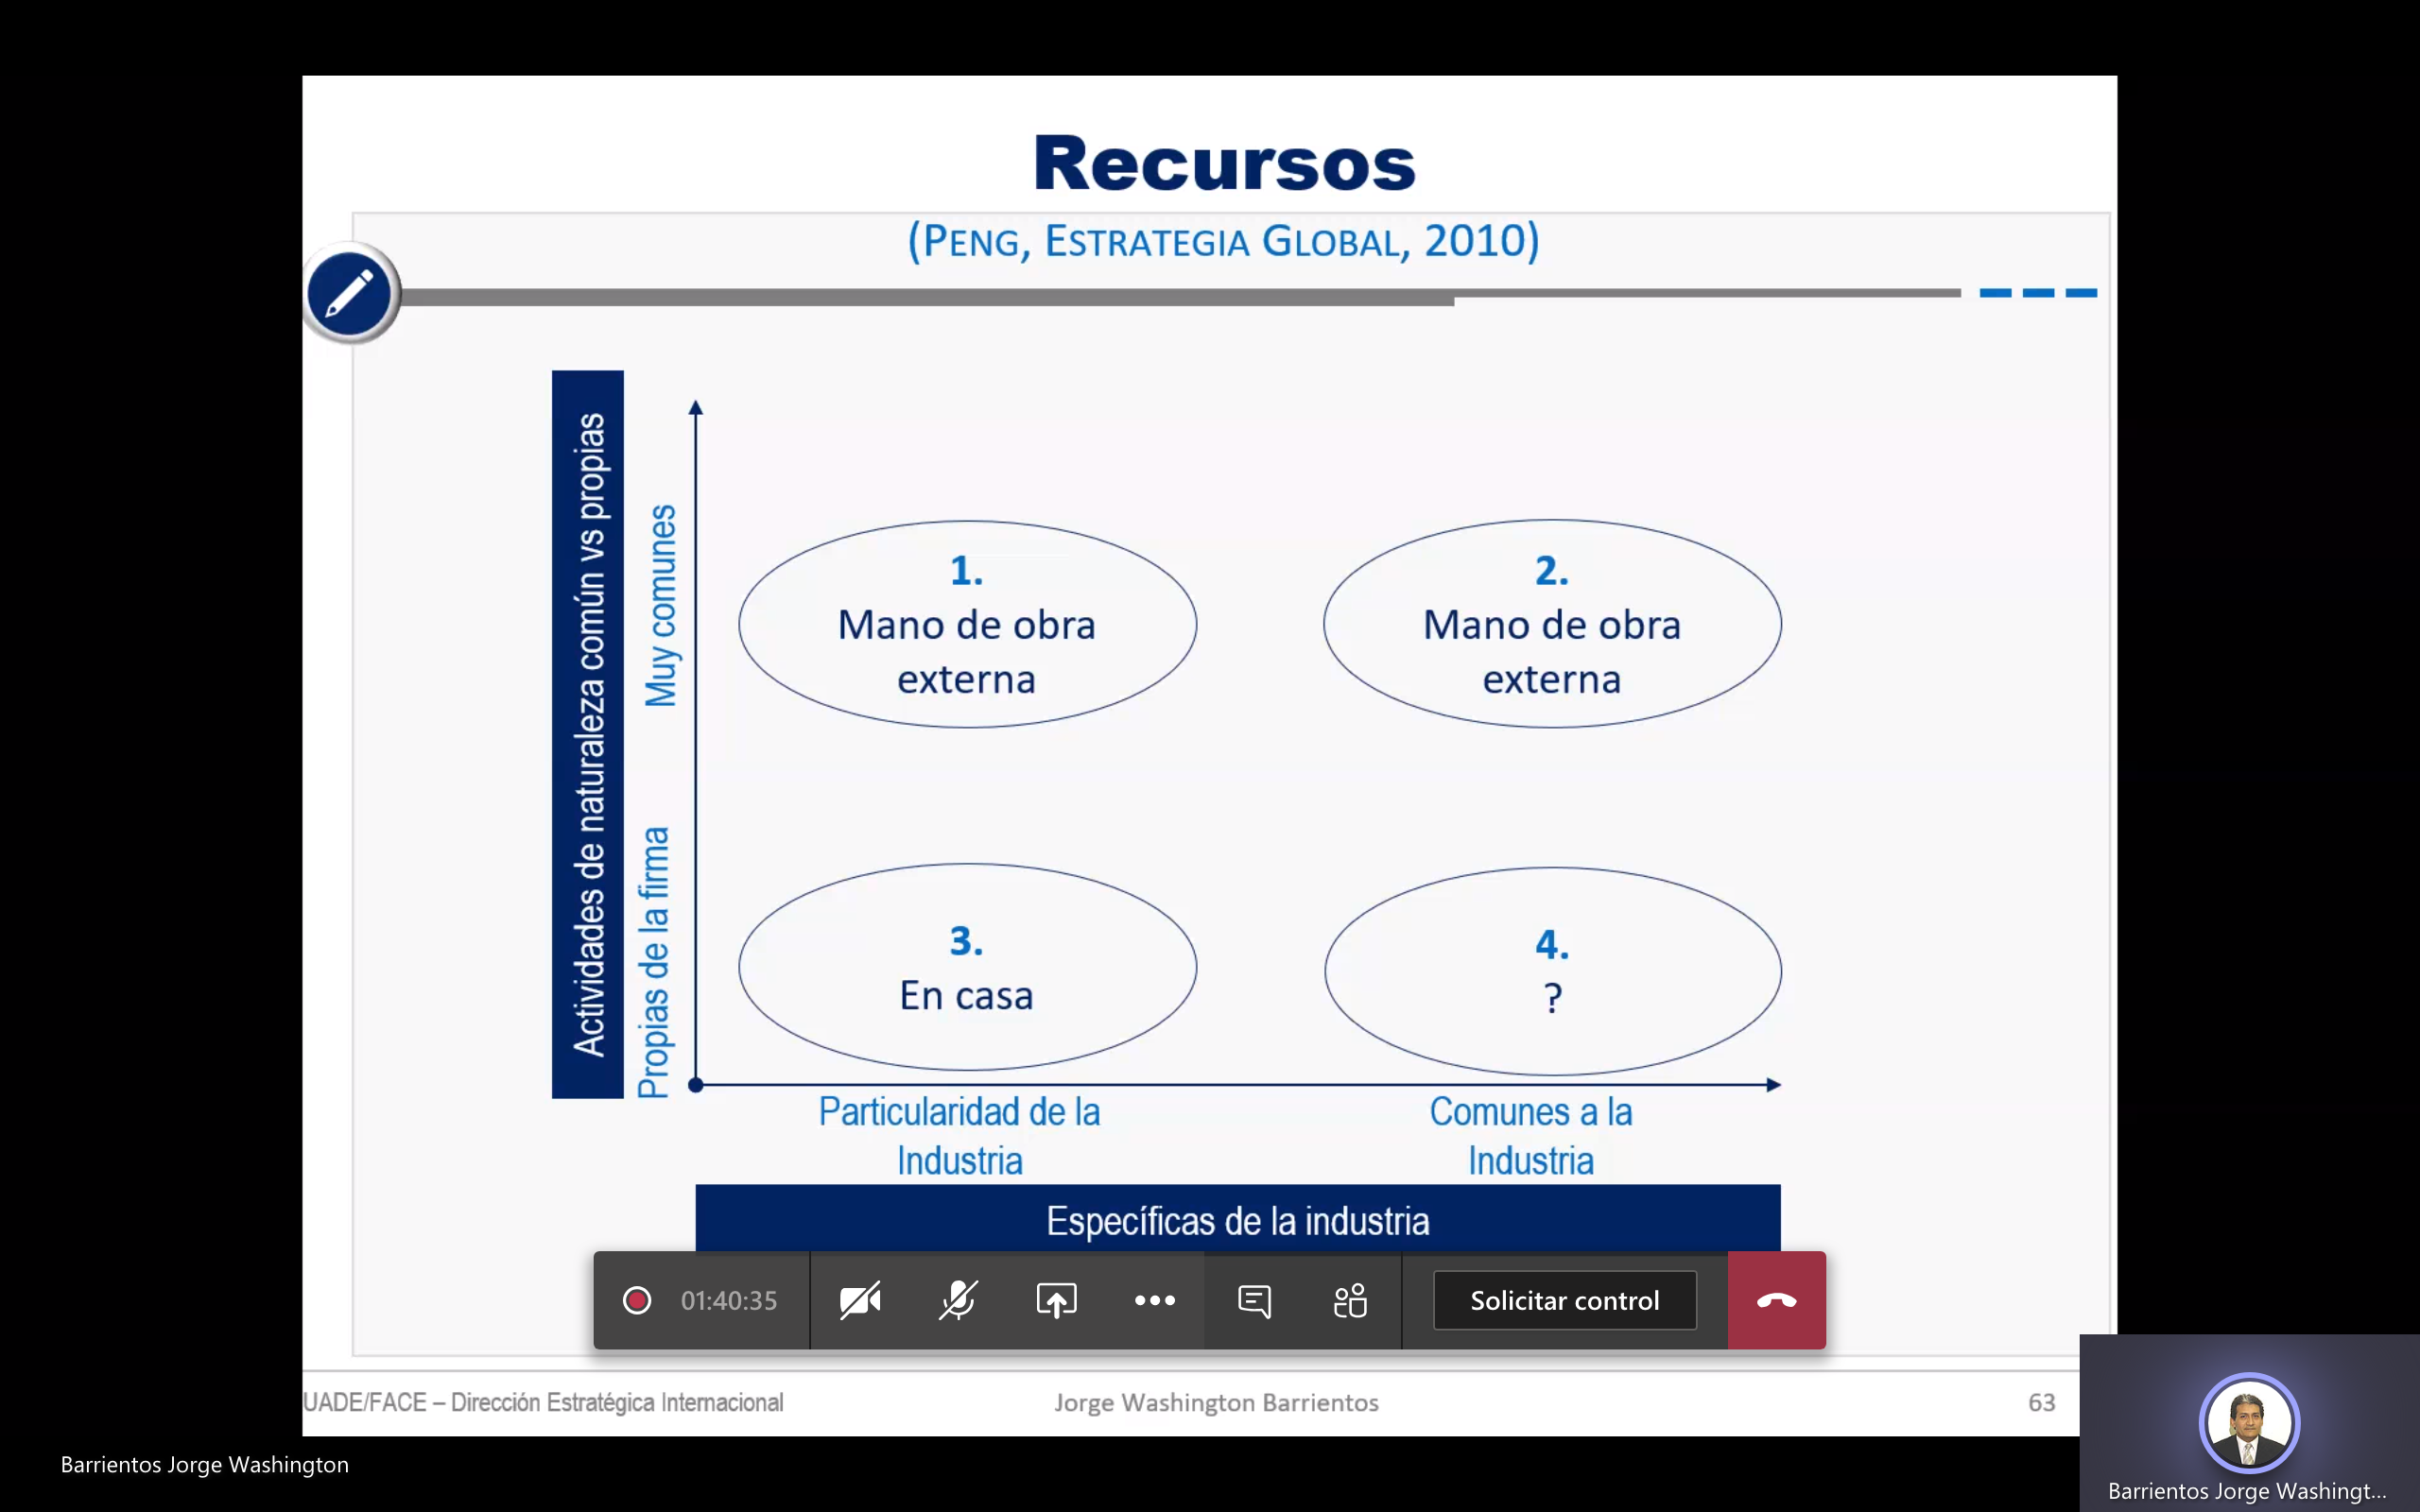 Recursos
(PENG, ESTRATEGIA GLOBAL, 2010)
Actividades de naturaleza común vs propias
Muy comunes
Propias de la firma
1.
Mano de obra
externa
2.
Mano de obra
externa
3.
En casa
4.
?
Particularidad de la
Industria
Comunes a la
Industria
Específicas de la industria
01:40:35
Solicitar control
UADE/FACE – Dirección Estratégica Internacional
Jorge Washington Barrientos
63
Barrientos Jorge Washington
Barrientos Jorge Washingt...